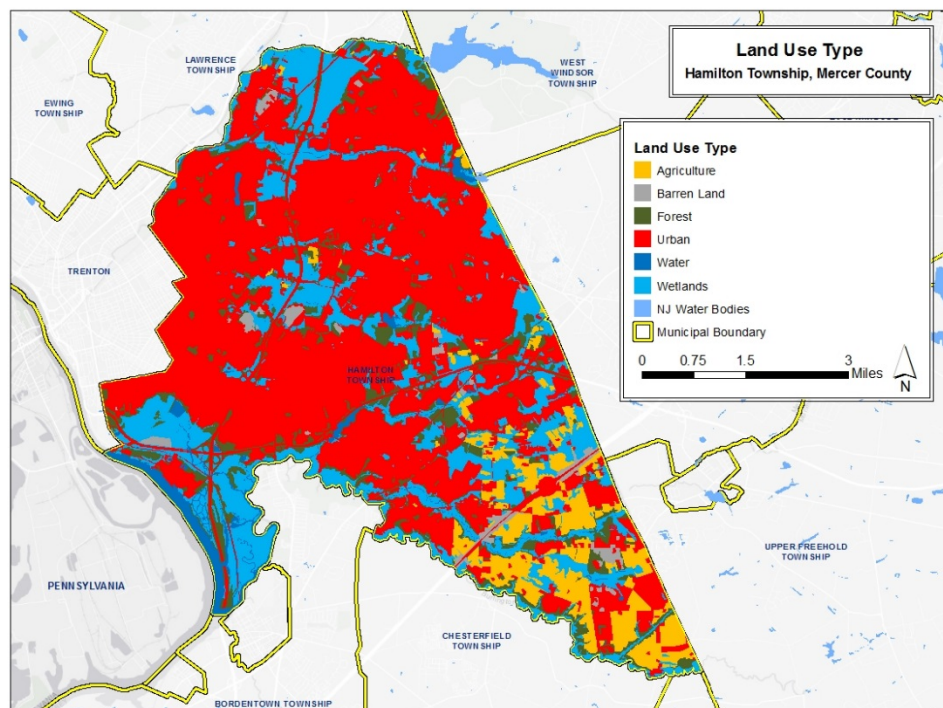 Land Use Type
Hamilton Township, Mercer County
Land Use Type
Agriculture
Barren Land
Forest
Urban
Water
Wetlands
NJ Water Bodies
Municipal Boundary
0 0.75 1.5 3
Miles
N
LAWRENCE
TOWNSHIP
WEST
WINDSOR
TOWNSHIP
EWING
TOWNSHIP
TRENTON
HAMILTON
TOWNSHIP
UPPER FREEHOLD
TOWNSHIP
PENNSYLVANIA
CHESTERFIELD
TOWNSHIP
BORDENTOWN TOWNSHIP